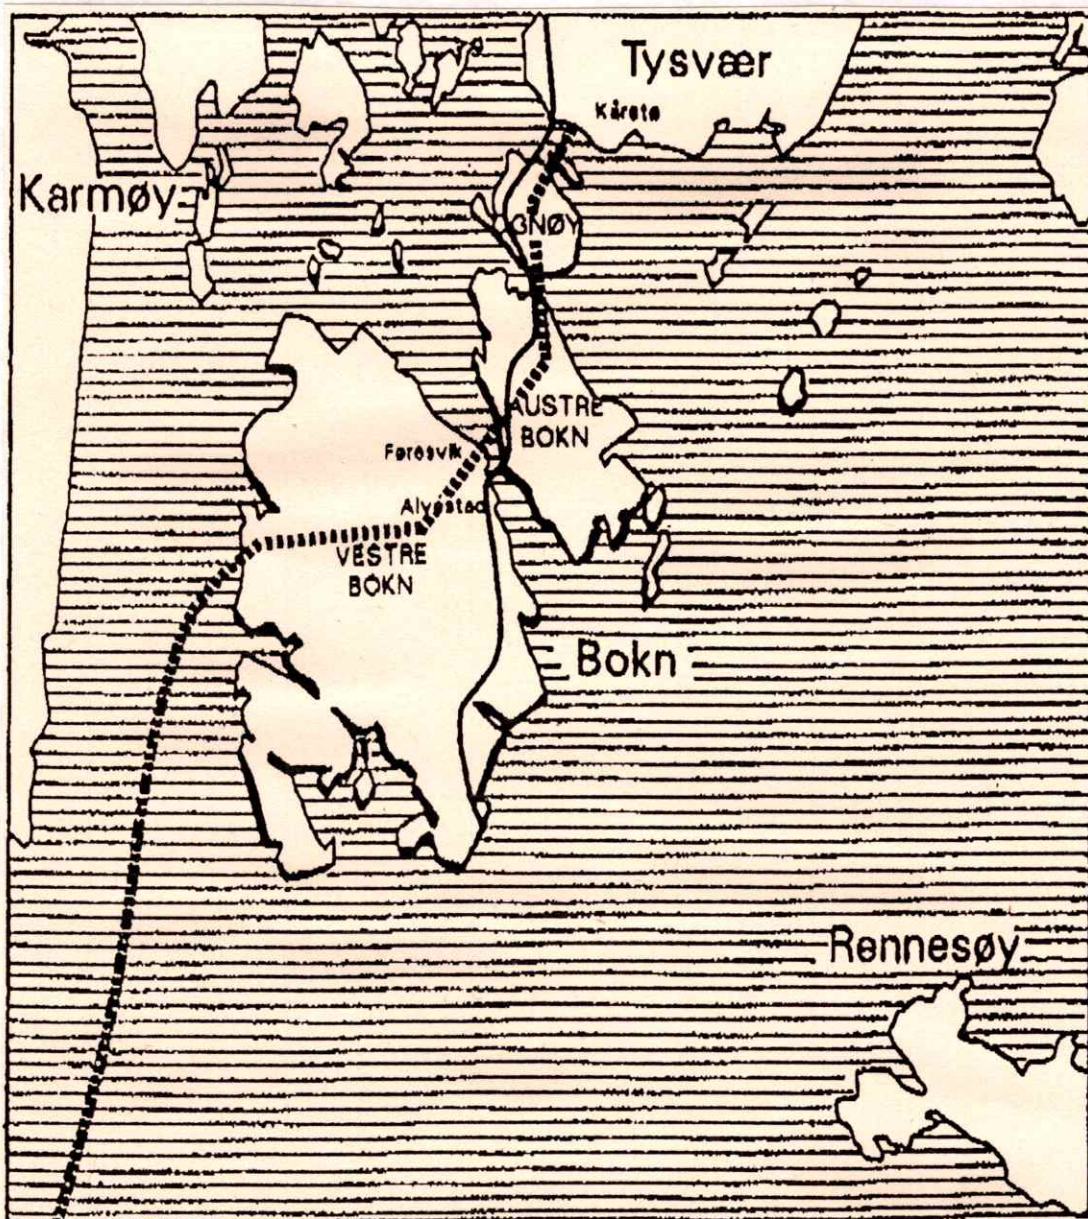 Tysvær
Kårstø
Karmøy
GNØY
AUSTRE
BOKN
Føresvik
Alvestad
VESTRE
BOKN
Bokn
Rennesøy